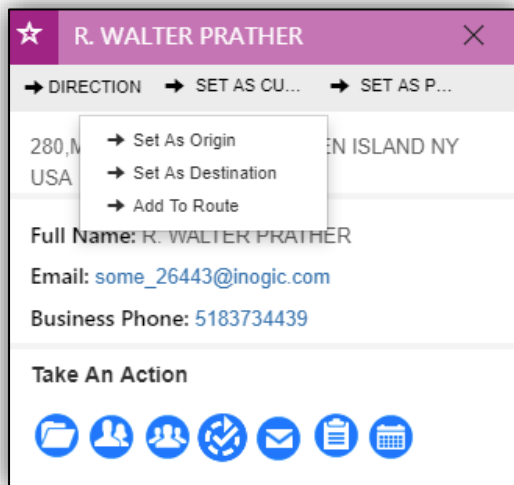 R. WALTER PRATHER
DIRECTION SET AS CU... SET AS P...
Set As Origin
Set As Destination
Add To Route
280,M EN ISLAND NY
USA
Full Name: R. WALTER PRATHER
Email: some_26443@inogic.com
Business Phone: 5183734439
Take An Action